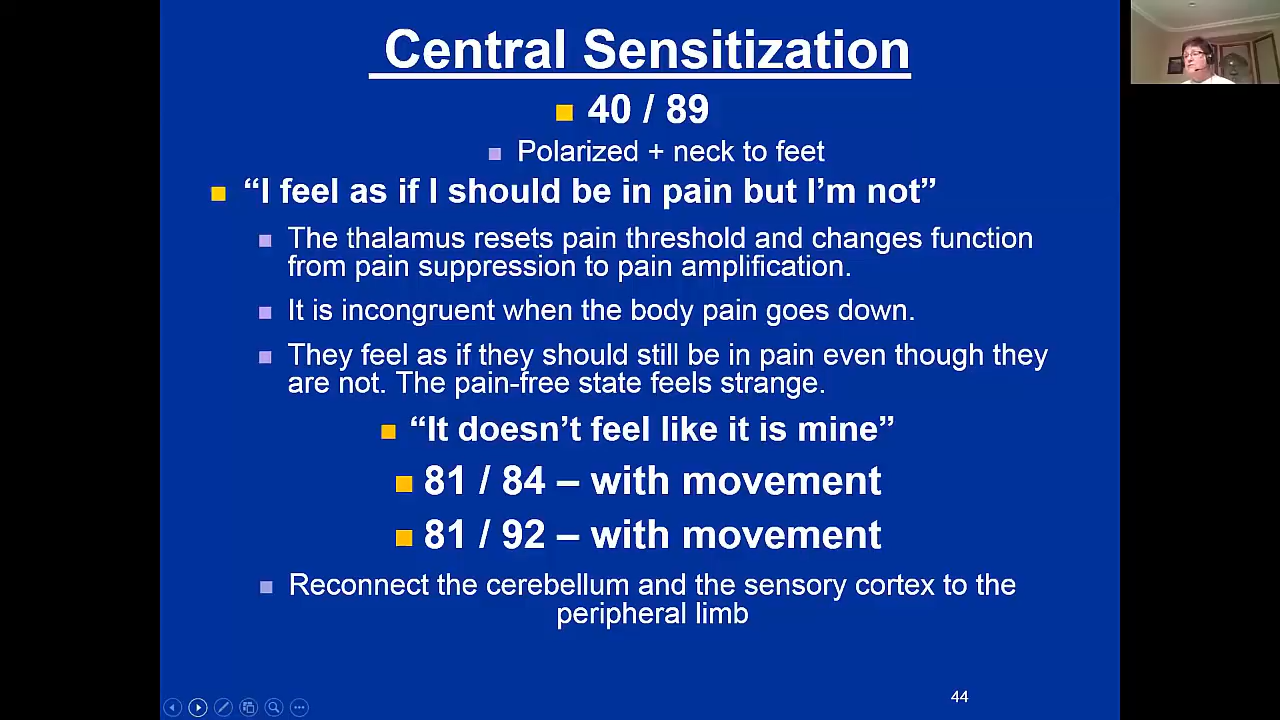 Central Sensitization
40 / 89
Polarized + neck to feet
“I feel as if I should be in pain but I’m not”
The thalamus resets pain threshold and changes function
from pain suppression to pain amplification.
It is incongruent when the body pain goes down.
They feel as if they should still be in pain even though they
are not. The pain-free state feels strange.
“It doesn’t feel like it is mine”
81 / 84 – with movement
81 / 92 – with movement
Reconnect the cerebellum and the sensory cortex to the
peripheral limb
44